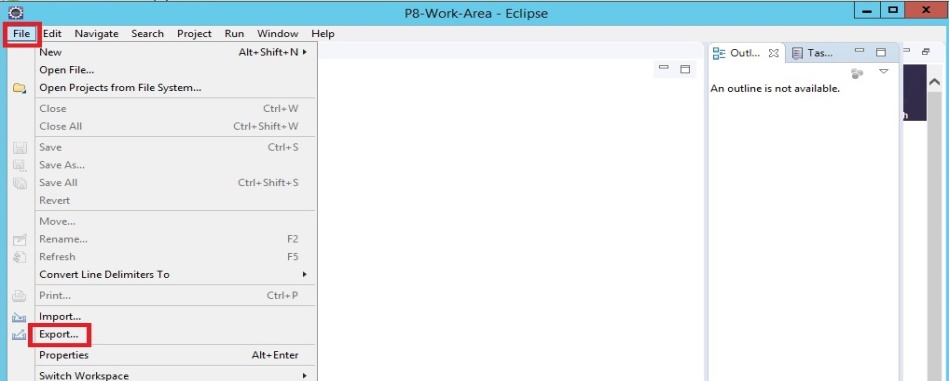 P8-Work-Area - Eclipse
File Edit Navigate Search Project Run Window Help
New Alt+Shift+N
Open File...
Open Projects from File System...
Close Ctrl+W
Close All Ctrl+Shift+W
Save Ctrl+S
Save As...
Save All Ctrl+Shift+S
Revert
Move...
Rename... F2
Refresh F5
Convert Line Delimiters To
Print... Ctrl+P
Import...
Export...
Properties Alt+Enter
Switch Workspace
Outl... Tas...
An outline is not available.
h